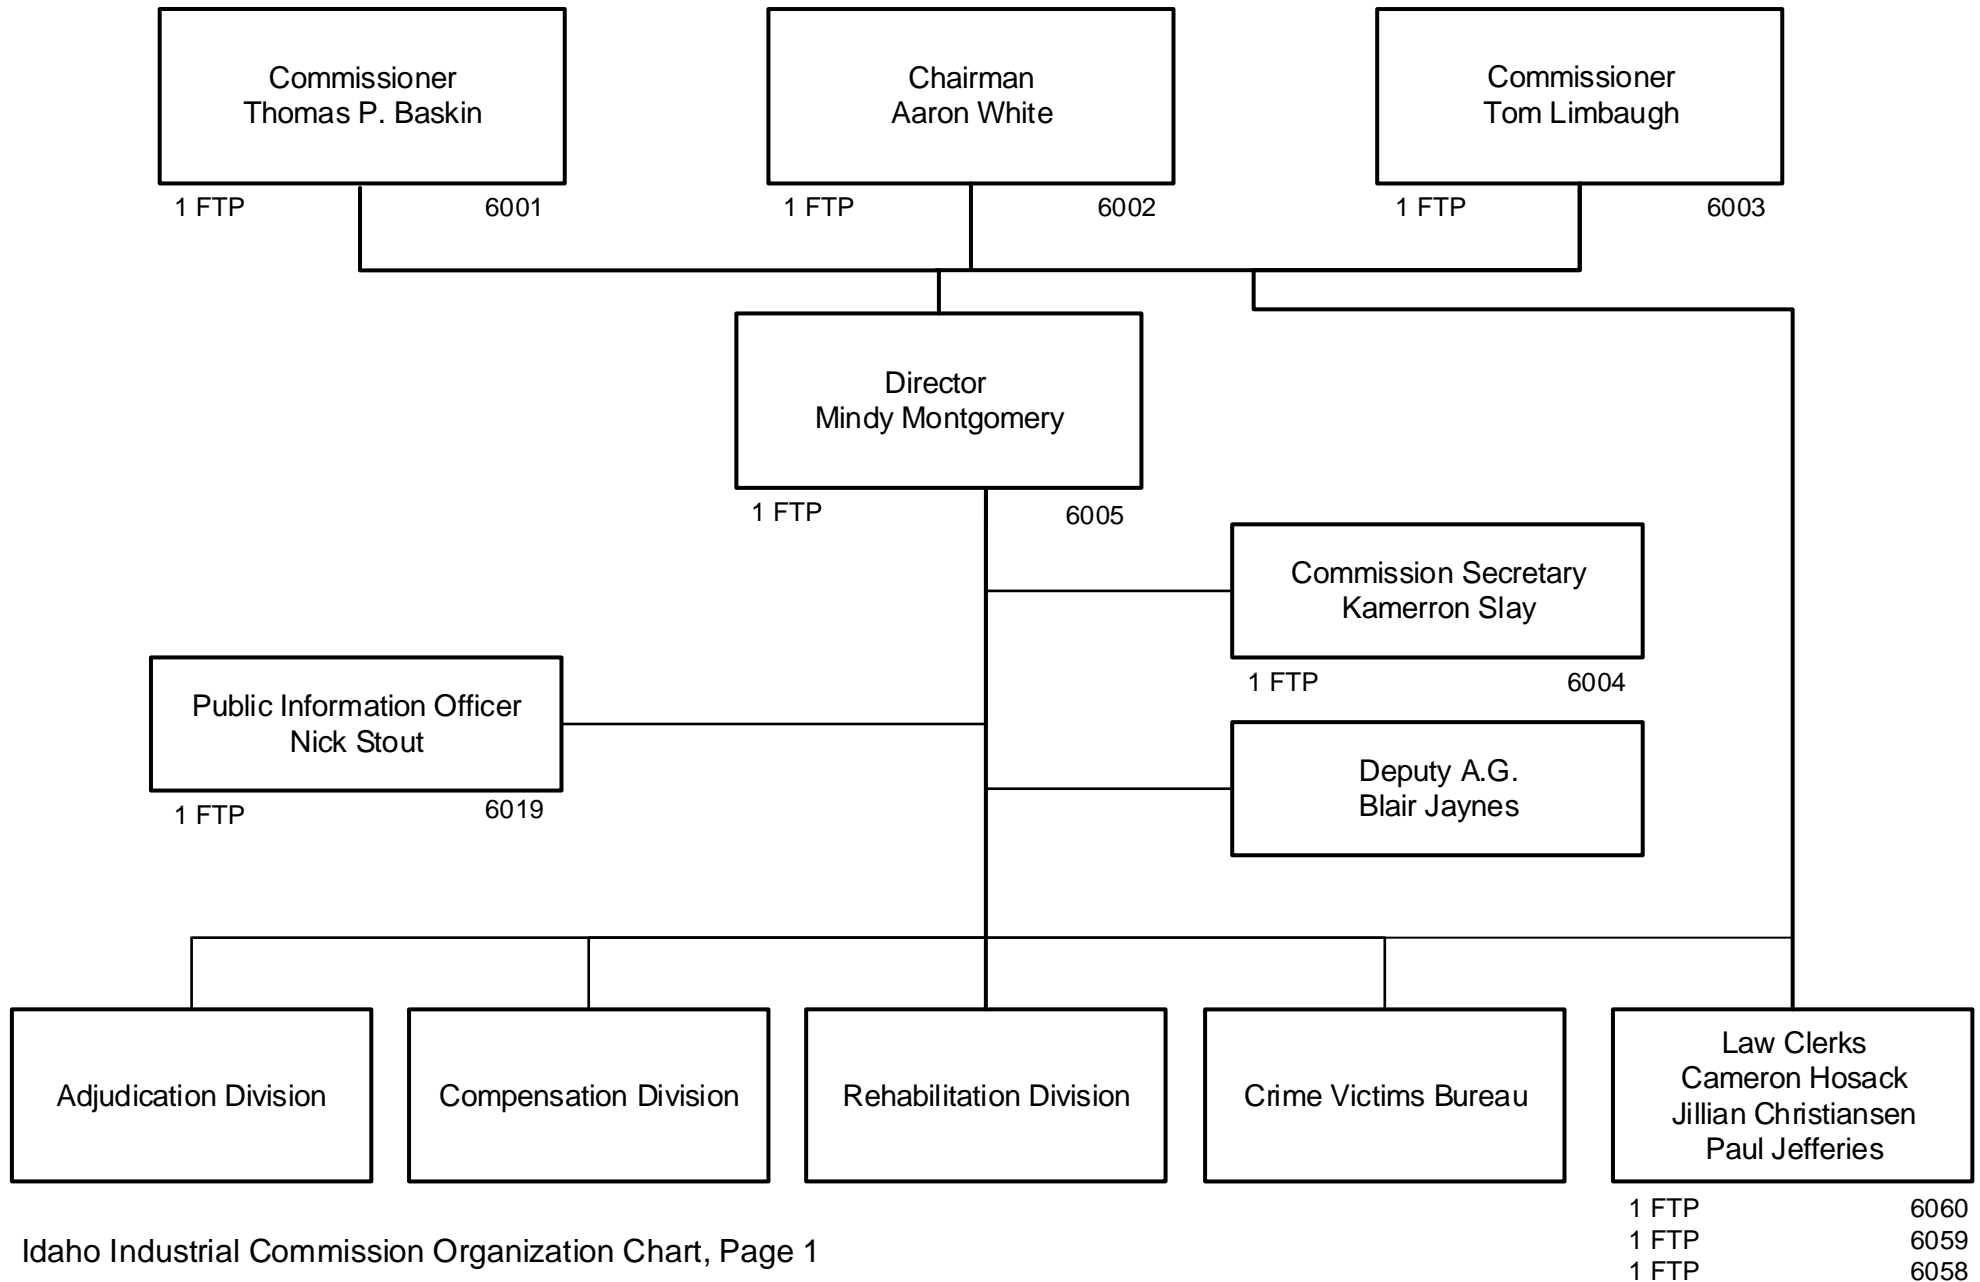 Commissioner
Thomas P. Baskin
1 FTP 6001
Chairman
Aaron White
1 FTP 6002
Commissioner
Tom Limbaugh
1 FTP 6003
Director
Mindy Montgomery
1 FTP 6005
Commission Secretary
Kamerron Slay
1 FTP 6004
Public Information Officer
Nick Stout
1 FTP 6019
Deputy A.G.
Blair Jaynes
Adjudication Division
Compensation Division
Rehabilitation Division
Crime Victims Bureau
Law Clerks
Cameron Hosack
Jillian Christiansen
Paul Jefferies
1 FTP 6060
1 FTP 6059
1 FTP 6058
Idaho Industrial Commission Organization Chart, Page 1